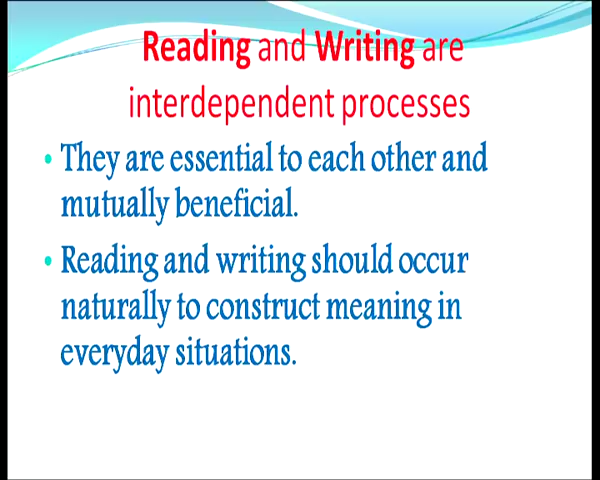 Reading and Writing are
interdependent processes
• They are essential to each other and
mutually beneficial.
• Reading and writing should occur
naturally to construct meaning in
everyday situations.